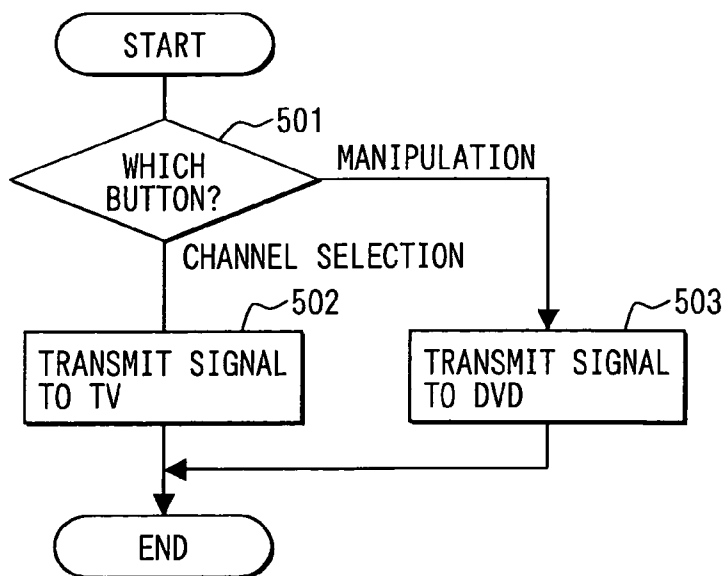 START
501
WHICH
BUTTON?
MANIPULATION
CHANNEL SELECTION
502
TRANSMIT SIGNAL
TO TV
503
TRANSMIT SIGNAL
TO DVD
END